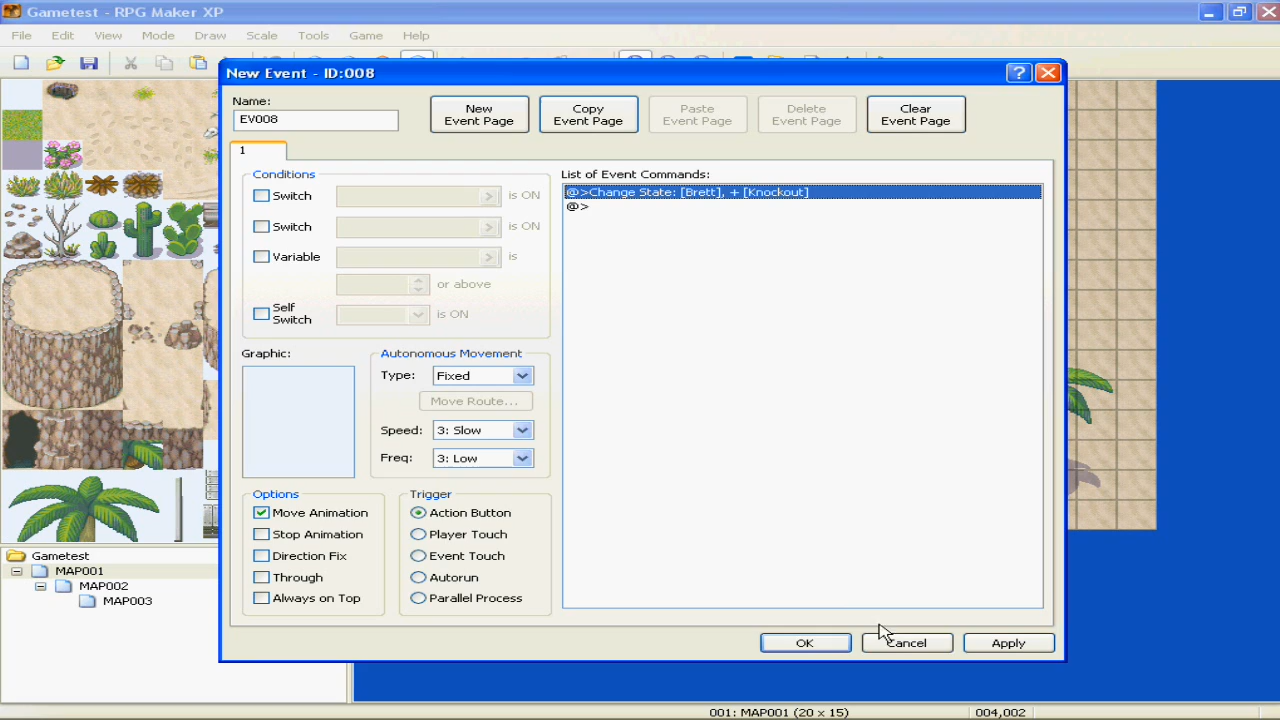 Gametest - RPG Maker XP
File Edit View Mode Draw Scale Tools Game Help
New Event - ID:008
Name:
EV008
New Event Page
Copy Event Page
Paste Event Page
Delete Event Page
Clear Event Page
1
Conditions
Switch is ON
Switch is ON
Variable is
or above
Self Switch is ON
Graphic:
Autonomous Movement
Type: Fixed
Move Route...
Speed: 3: Slow
Freq: 3: Low
Options
Move Animation
Stop Animation
Direction Fix
Through
Always on Top
Trigger
Action Button
Player Touch
Event Touch
Autorun
Parallel Process
List of Event Commands:
@>Change State: [Brett], + [Knockout]
@>
OK Cancel Apply
Gametest
MAP001
MAP002
MAP003
001: MAP001 (20 x 15) 004,002